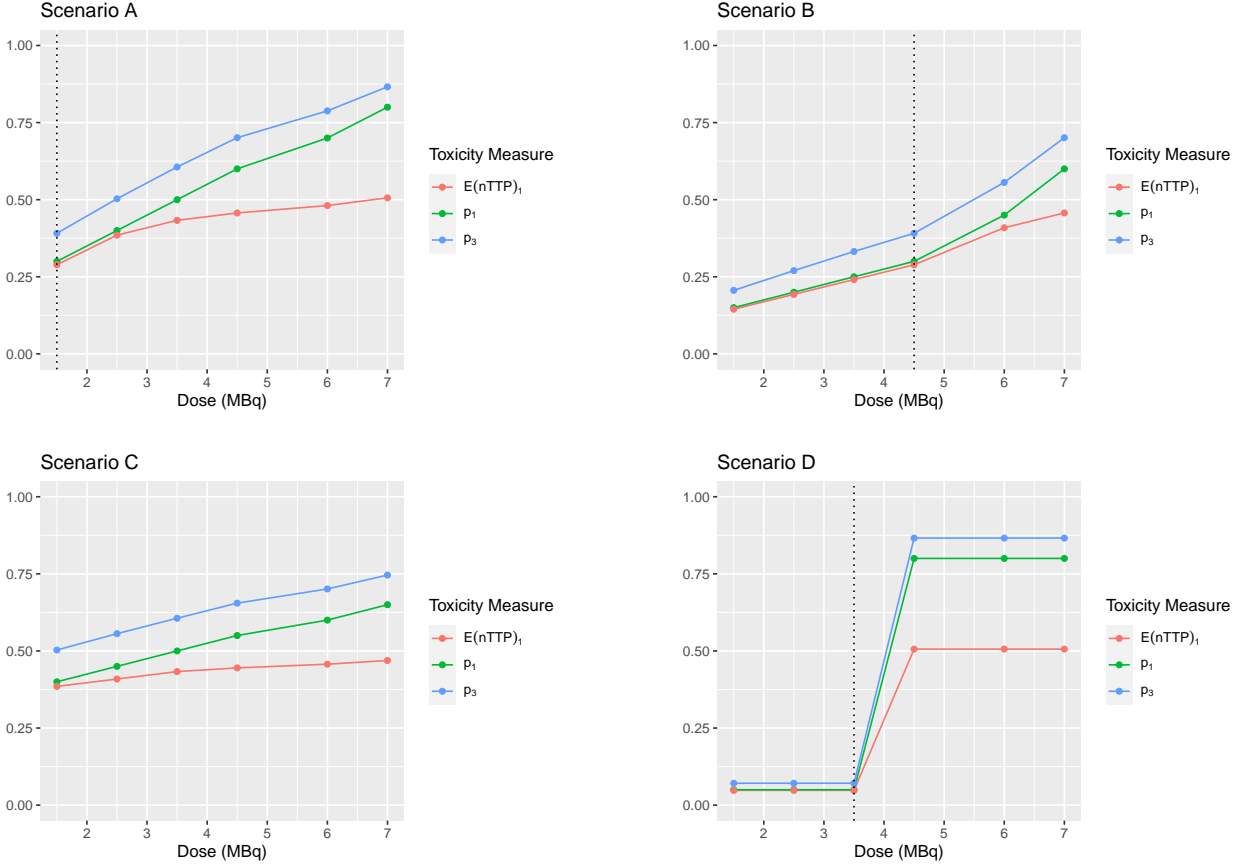 Scenario A
1.00
0.75
0.50
0.25
0.00
2 3 4 5 6 7
Dose (MBq)
Toxicity Measure
E(nTTP)₁
p₁
p₃
Scenario B
1.00
0.75
0.50
0.25
0.00
2 3 4 5 6 7
Dose (MBq)
Toxicity Measure
E(nTTP)₁
p₁
p₃
Scenario C
1.00
0.75
0.50
0.25
0.00
2 3 4 5 6 7
Dose (MBq)
Toxicity Measure
E(nTTP)₁
p₁
p₃
Scenario D
1.00
0.75
0.50
0.25
0.00
2 3 4 5 6 7
Dose (MBq)
Toxicity Measure
E(nTTP)₁
p₁
p₃